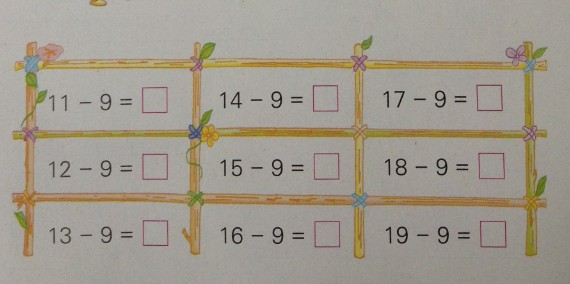 11 − 9 = □ 14 − 9 = □ 17 − 9 = □
12 − 9 = □ 15 − 9 = □ 18 − 9 = □
13 − 9 = □ 16 − 9 = □ 19 − 9 = □